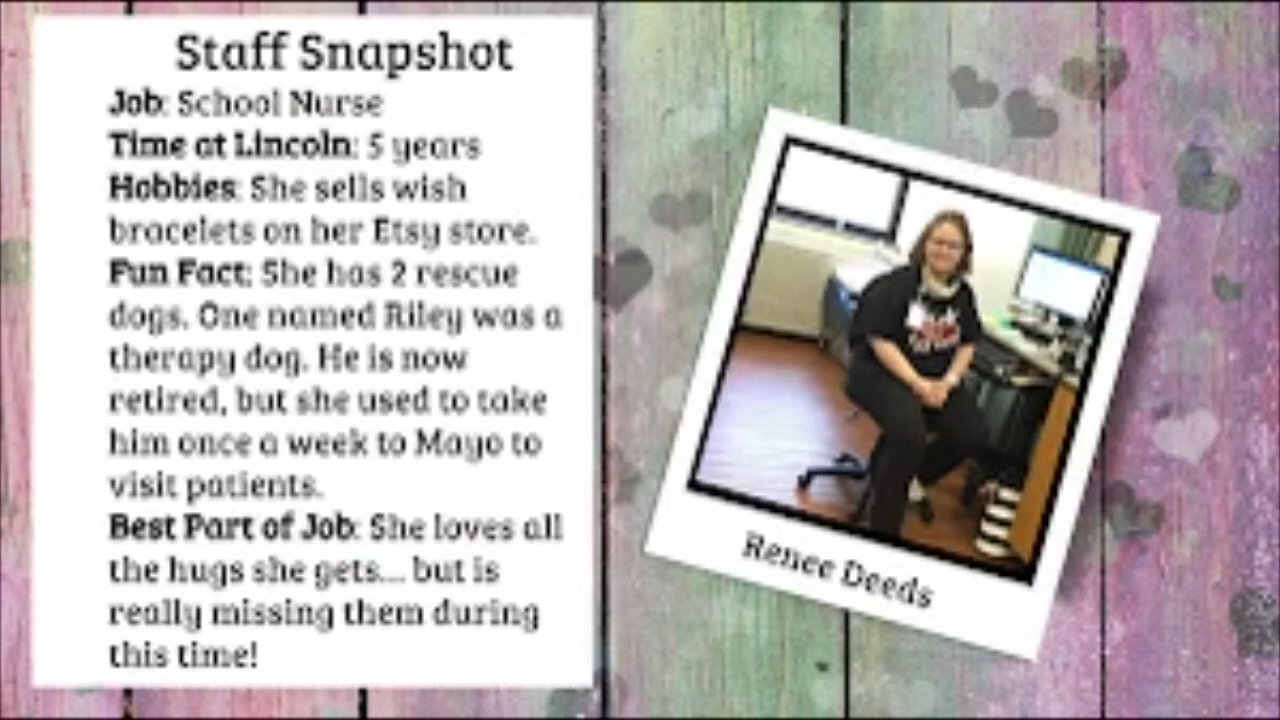 Staff Snapshot
Job: School Nurse
Time at Lincoln: 5 years
Hobbies: She sells wish
bracelets on her Etsy store.
Fun Fact: She has 2 rescue
dogs. One named Riley was a
therapy dog. He is now
retired, but she used to take
him once a week to Mayo to
visit patients.
Best Part of Job: She loves all
the hugs she gets... but is
really missing them during
this time!
Renee Deeds